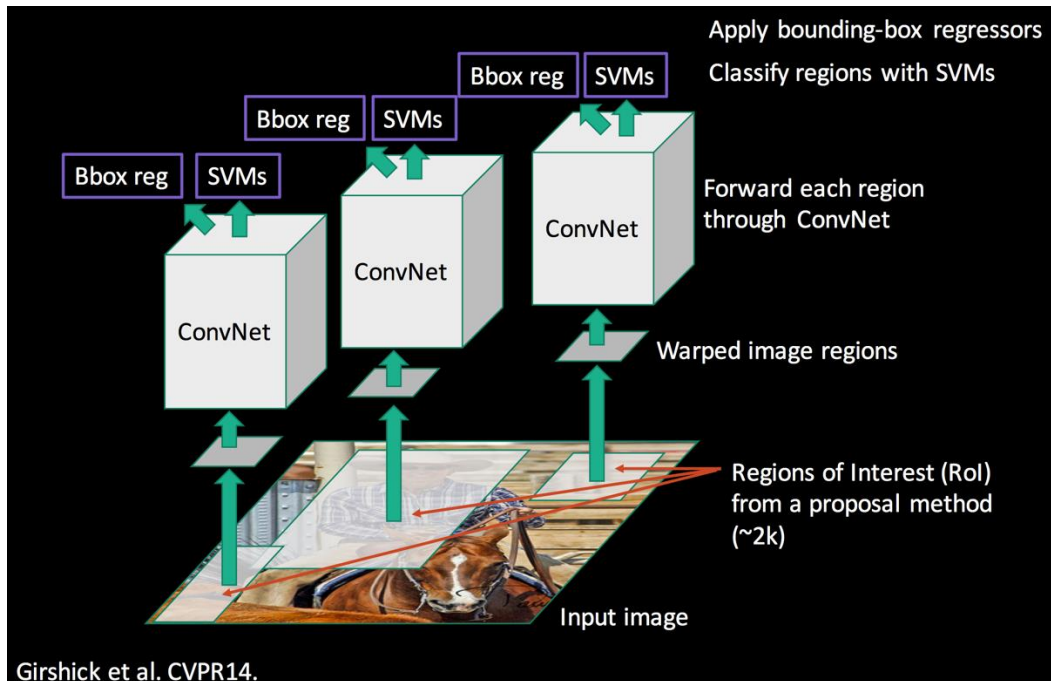 Apply bounding-box regressors
Classify regions with SVMs
Bbox reg
SVMs
Bbox reg
SVMs
Bbox reg
SVMs
Forward each region
through ConvNet
ConvNet
ConvNet
ConvNet
Warped image regions
Regions of Interest (RoI)
from a proposal method
(~2k)
Input image
Girshick et al. CVPR14.